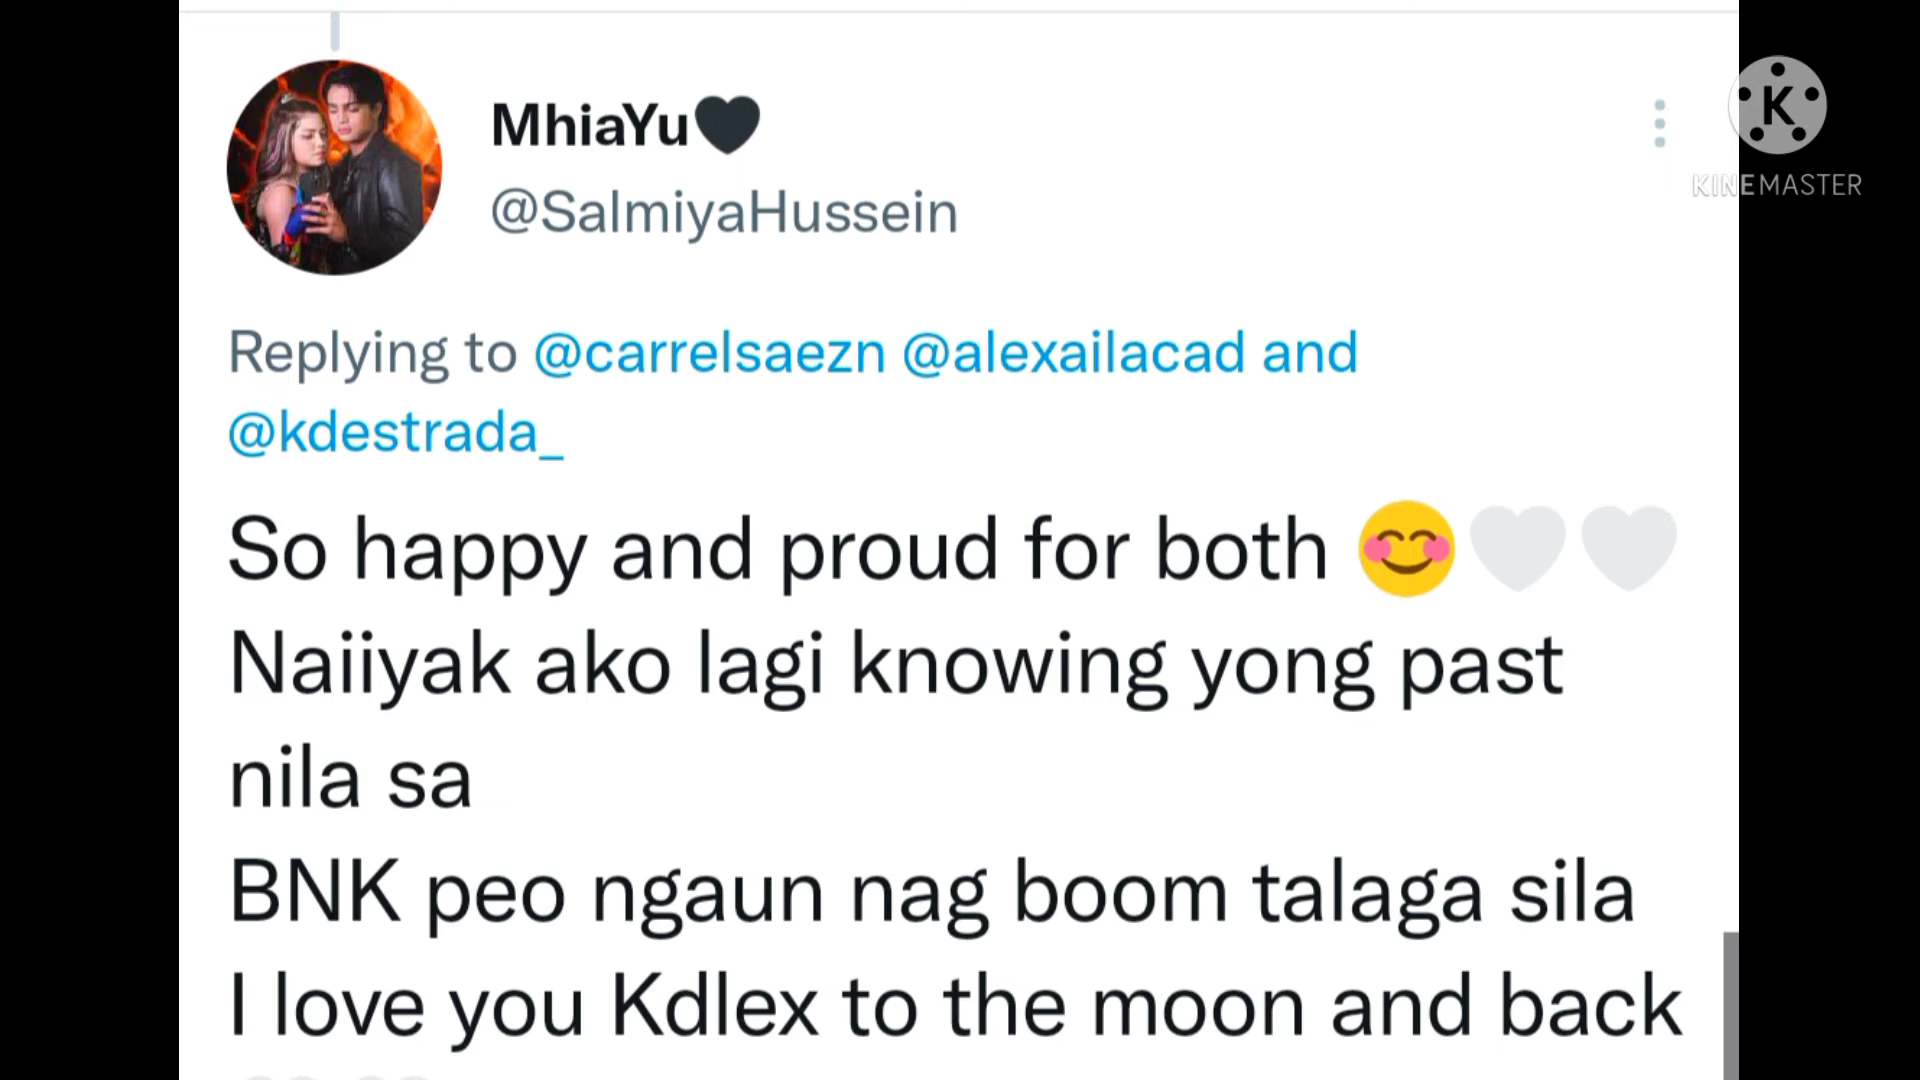 MhiaYu🖤
@SalmiyaHussein
K
KINEMASTER
Replying to @carrelsaezn @alexailacad and
@kdestrada_
So happy and proud for both 😊🤍🤍
Naiiyak ako lagi knowing yong past
nila sa
BNK peo ngaun nag boom talaga sila
I love you Kdlex to the moon and back